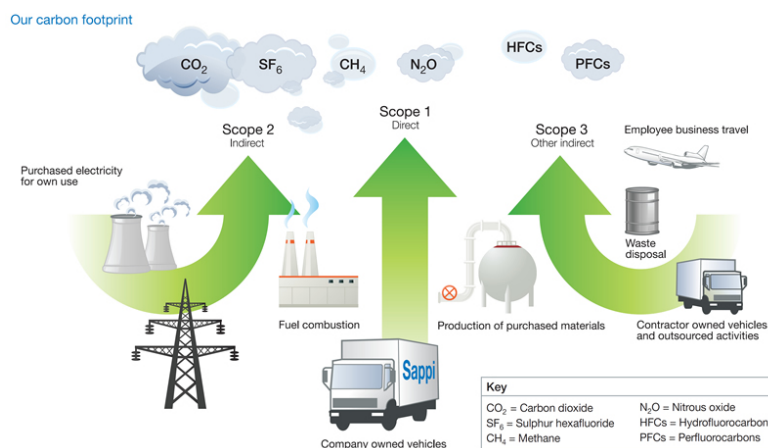 Our carbon footprint
CO2
SF6
CH4
N2O
HFCs
PFCs
Scope 2
Indirect
Scope 1
Direct
Scope 3
Other indirect
Employee business travel
Purchased electricity
for own use
Waste
disposal
Fuel combustion
Production of purchased materials
Contractor owned vehicles
and outsourced activities
Sappi
Company owned vehicles
Key
CO2 = Carbon dioxide
SF6 = Sulphur hexafluoride
CH4 = Methane
N2O = Nitrous oxide
HFCs = Hydrofluorocarbon
PFCs = Perfluorocarbons